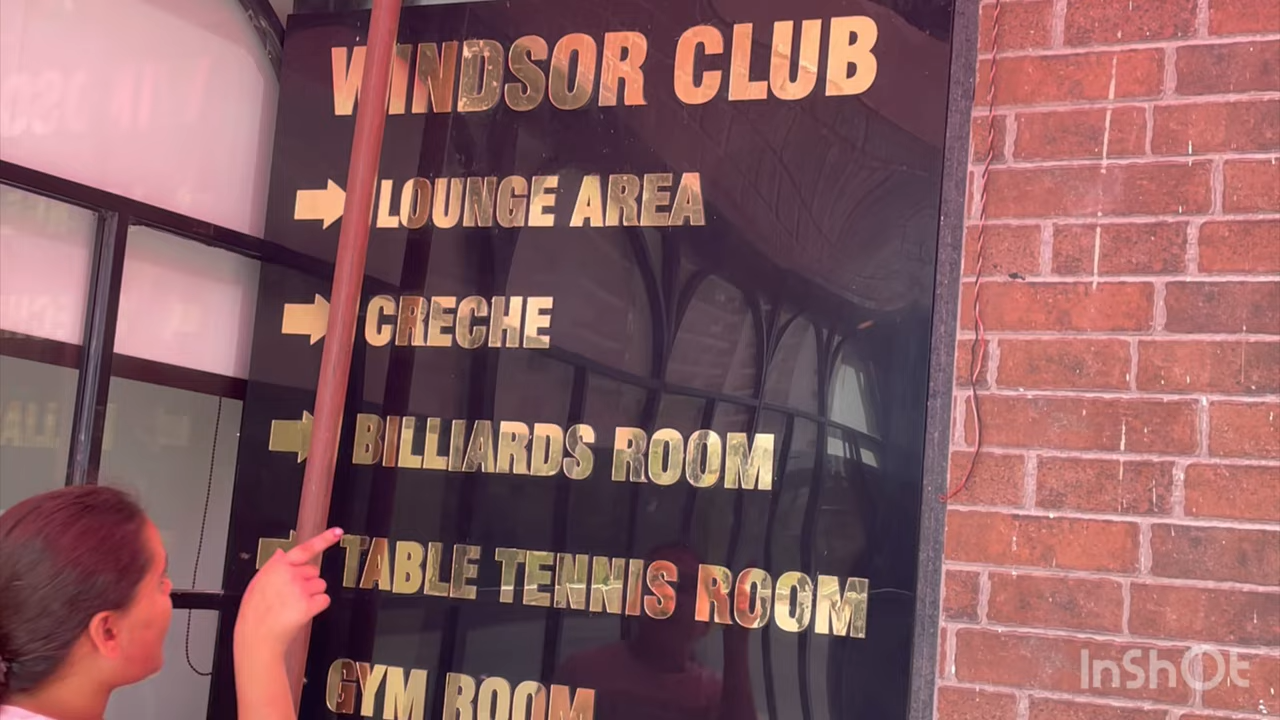 WINDSOR CLUB
LOUNGE AREA
CRECHE
BILLIARDS ROOM
TABLE TENNIS ROOM
GYM ROOM
InShOt